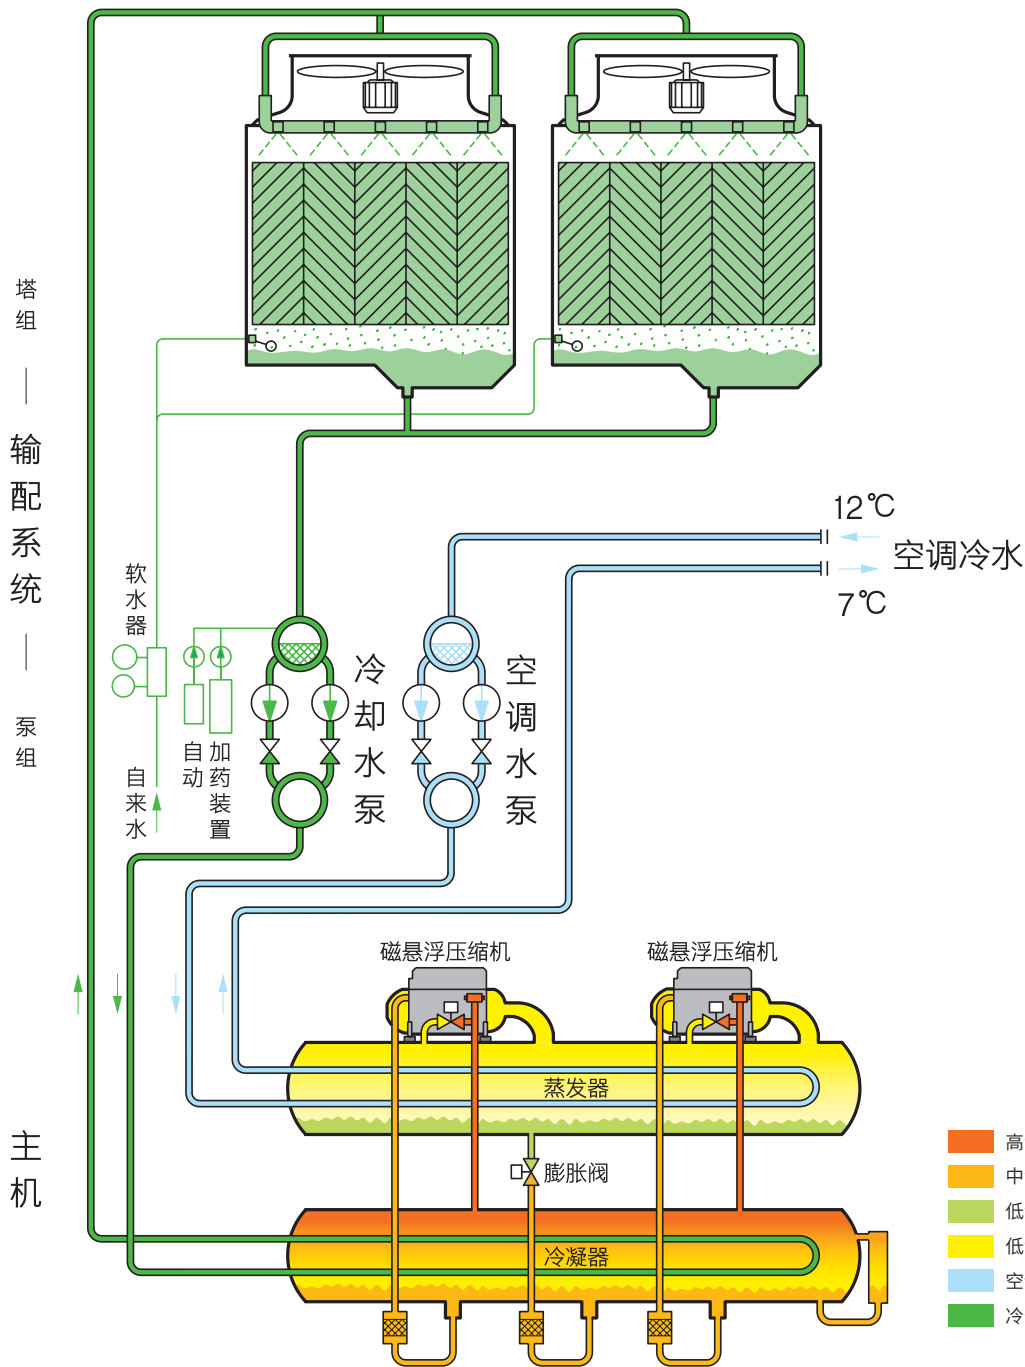 塔组
输配系统
泵组
主机
12℃
空调冷水
7℃
软水器
自来水
自动
加药装置
冷却水泵
空调水泵
磁悬浮压缩机
磁悬浮压缩机
蒸发器
膨胀阀
冷凝器
高
中
低
低
空
冷